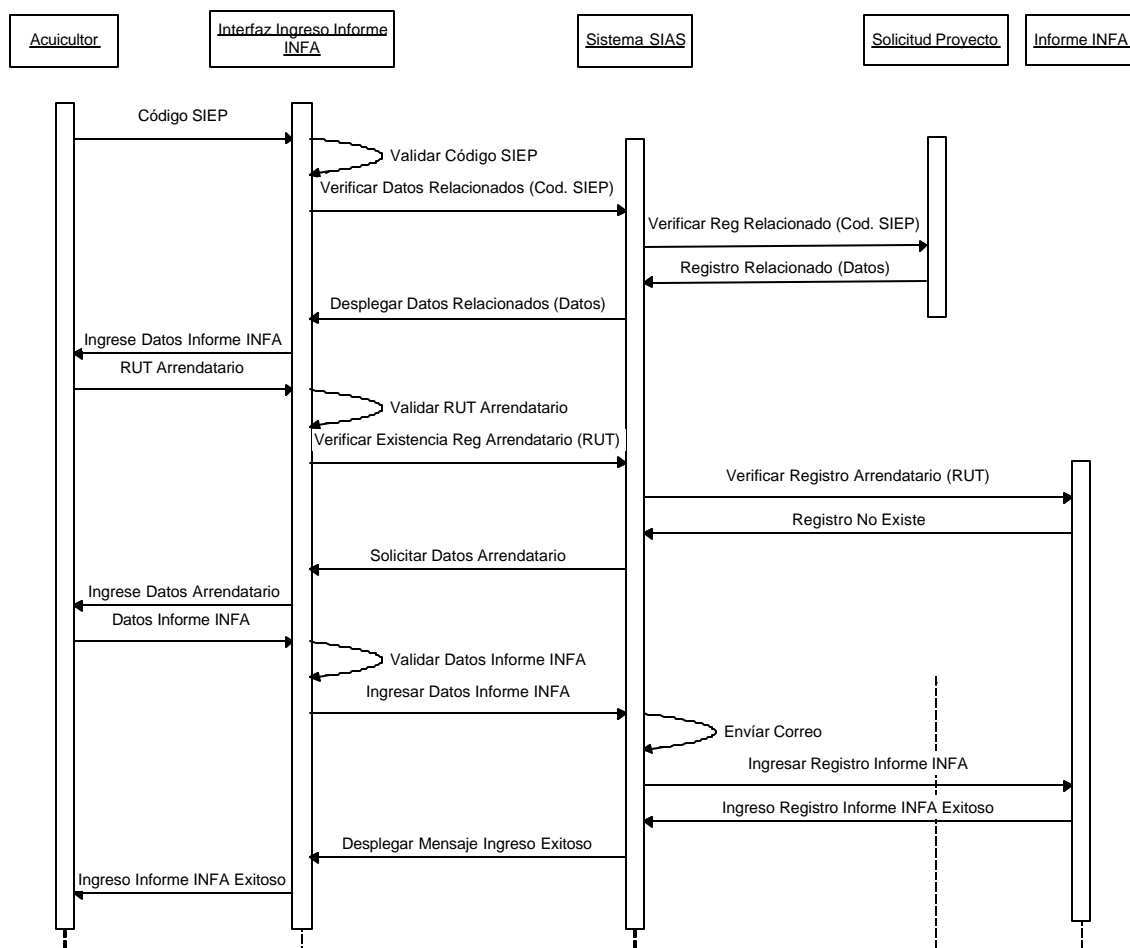 Acuicultor
Interfaz Ingreso Informe
INFA
Sistema SIAS
Solicitud Proyecto
Informe INFA
Código SIEP
Validar Código SIEP
Verificar Datos Relacionados (Cod. SIEP)
Verificar Reg Relacionado (Cod. SIEP)
Registro Relacionado (Datos)
Desplegar Datos Relacionados (Datos)
Ingrese Datos Informe INFA
RUT Arrendatario
Validar RUT Arrendatario
Verificar Existencia Reg Arrendatario (RUT)
Verificar Registro Arrendatario (RUT)
Registro No Existe
Solicitar Datos Arrendatario
Ingrese Datos Arrendatario
Datos Informe INFA
Validar Datos Informe INFA
Ingresar Datos Informe INFA
Envíar Correo
Ingresar Registro Informe INFA
Ingreso Registro Informe INFA Exitoso
Desplegar Mensaje Ingreso Exitoso
Ingreso Informe INFA Exitoso